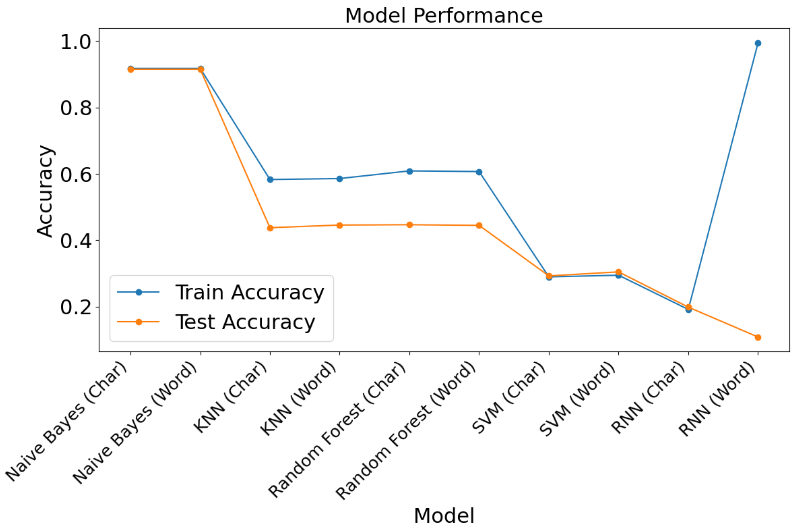 Model Performance
Accuracy
1.0
0.8
0.6
0.4
0.2
Train Accuracy
Test Accuracy
Naive Bayes (Char)
Naive Bayes (Word)
KNN (Char)
KNN (Word)
Random Forest (Char)
Random Forest (Word)
SVM (Char)
SVM (Word)
RNN (Char)
RNN (Word)
Model